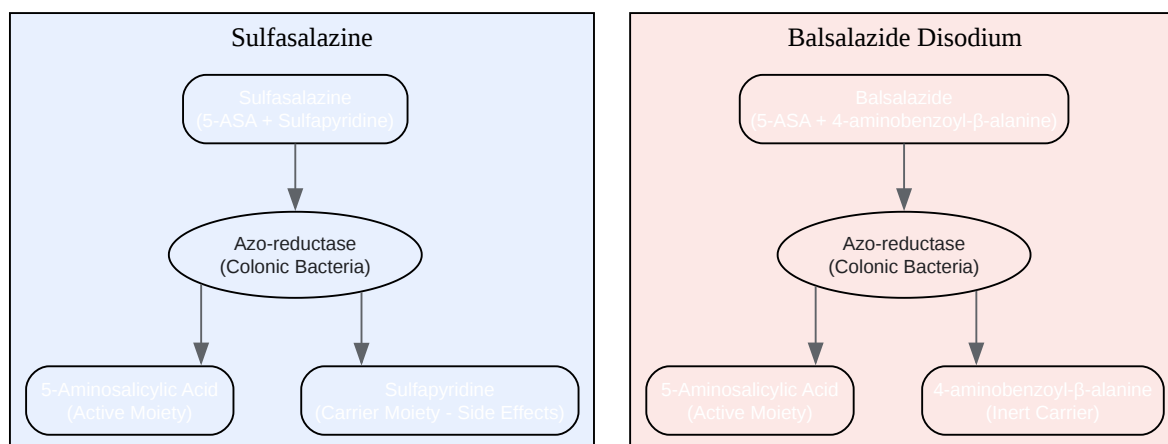 Sulfasalazine
Sulfasalazine
(5-ASA + Sulfapyridine)
Azo-reductase
(Colonic Bacteria)
5-Aminosalicylic Acid
(Active Moiety)
Sulfapyridine
(Carrier Moiety - Side Effects)
Balsalazide Disodium
Balsalazide
(5-ASA + 4-aminobenzoyl-β-alanine)
Azo-reductase
(Colonic Bacteria)
5-Aminosalicylic Acid
(Active Moiety)
4-aminobenzoyl-β-alanine
(Inert Carrier)